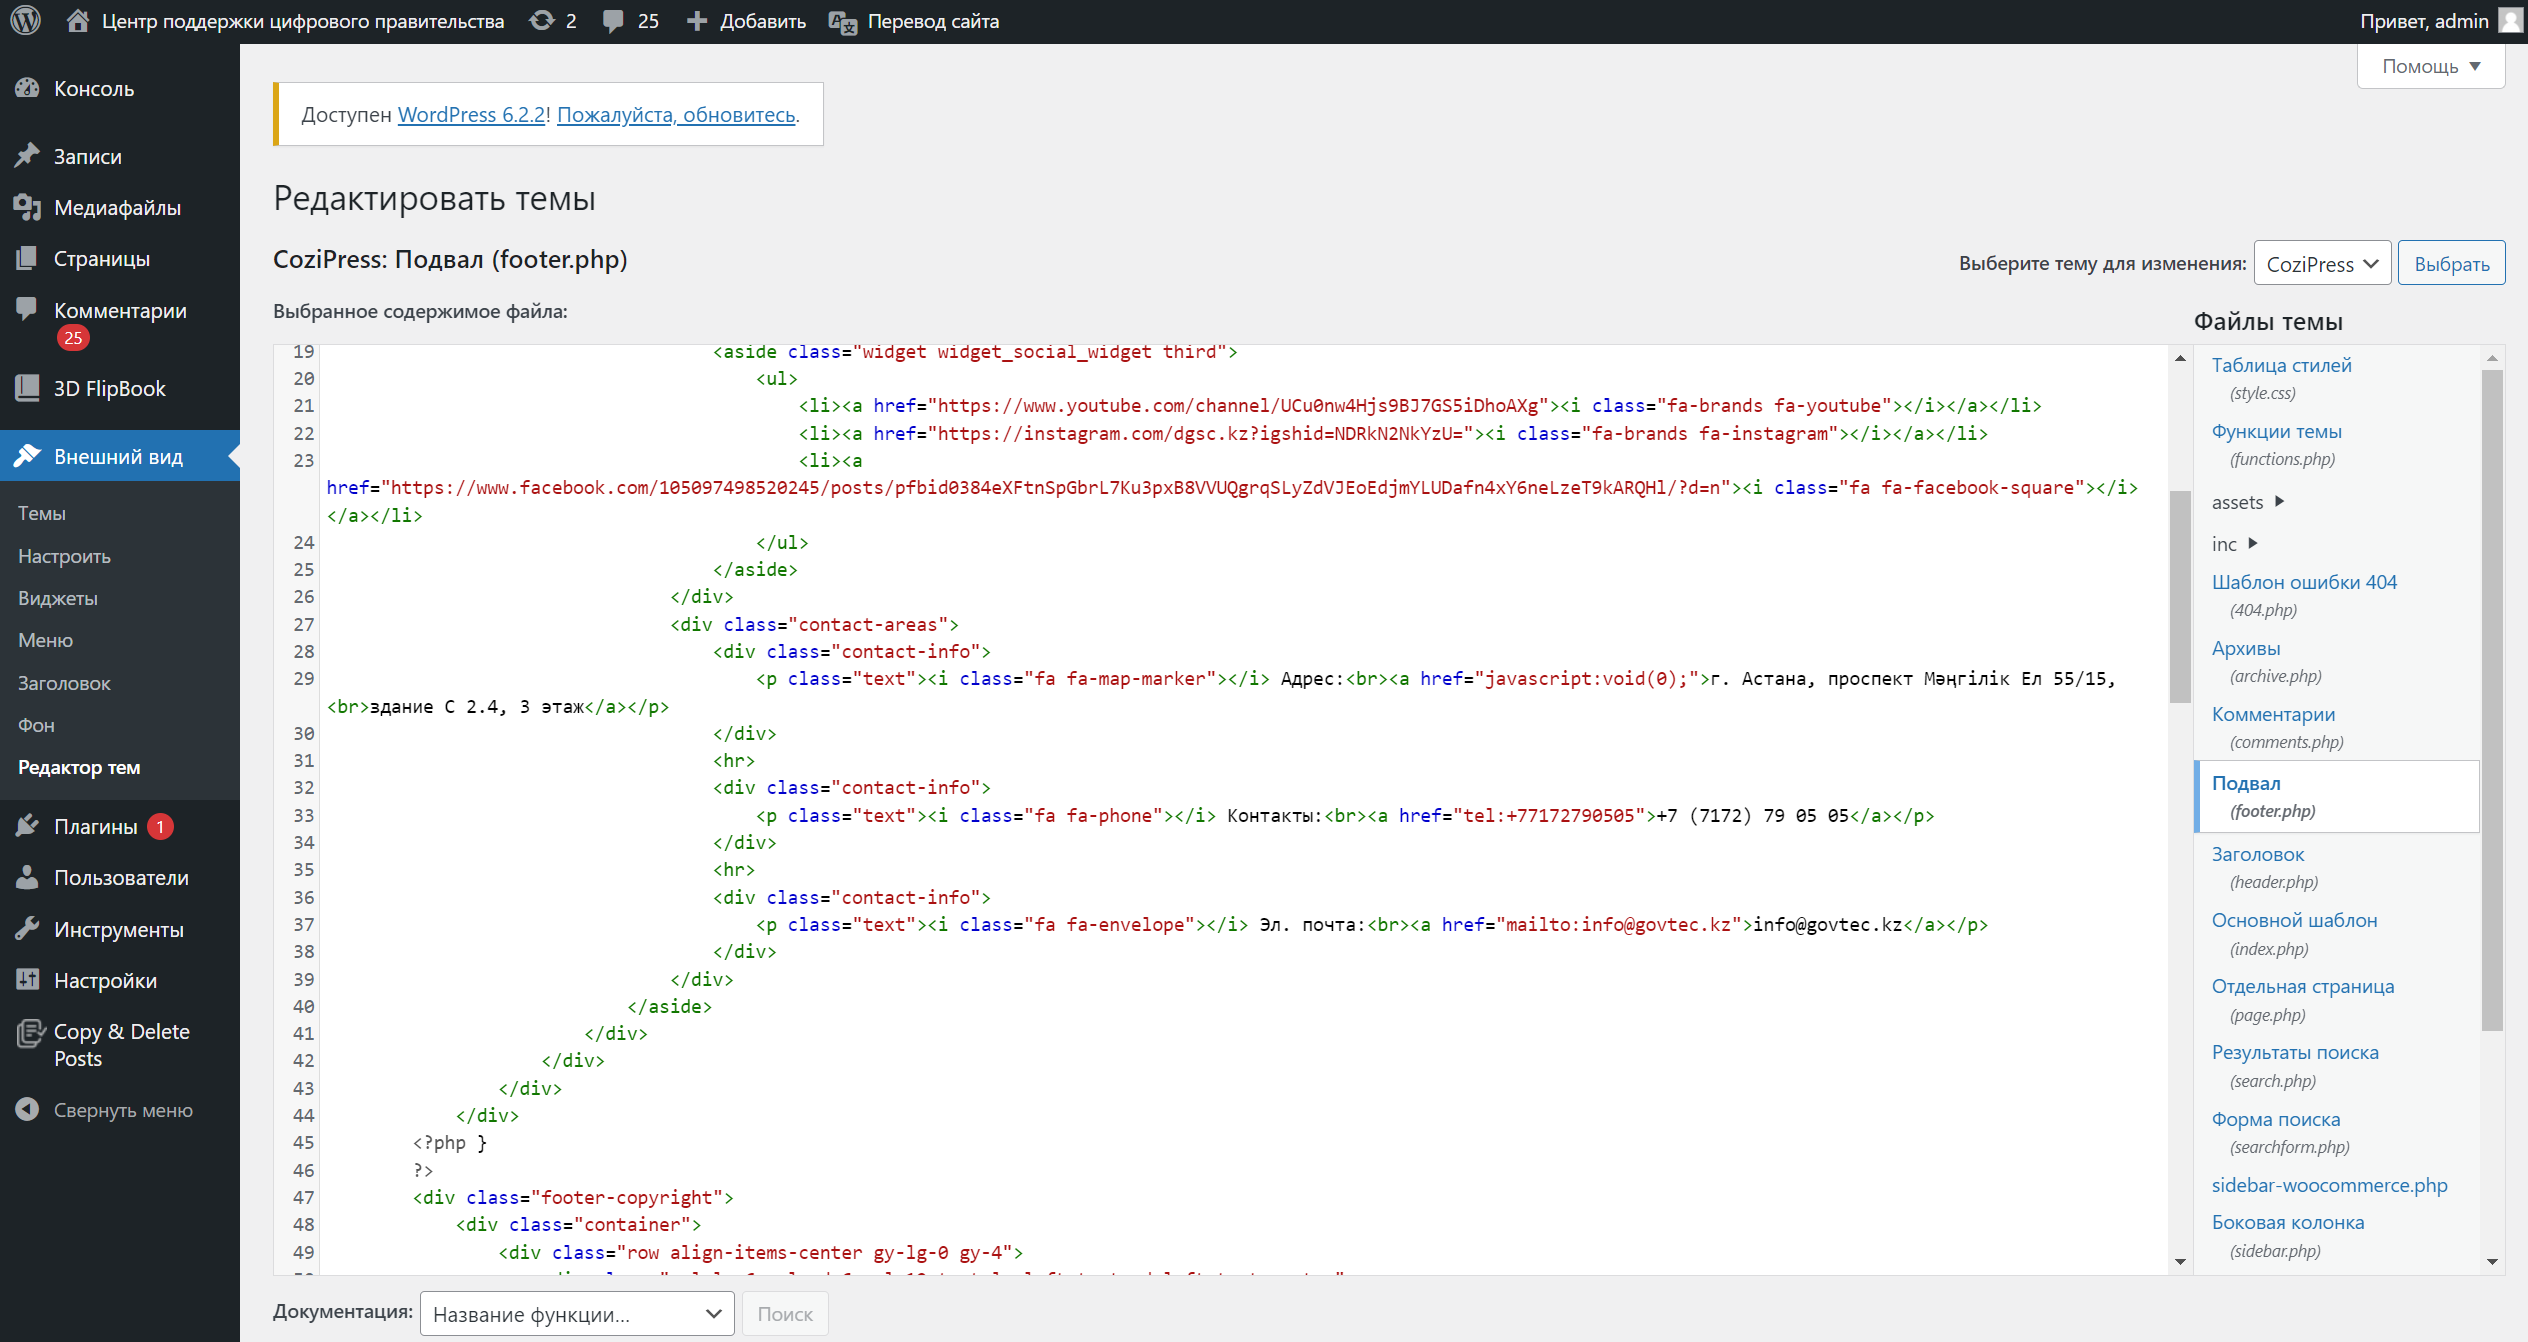 Центр поддержки цифрового правительства 2 25 Добавить Перевод сайта Привет, admin
Помощь
Консоль
Записи
Медиафайлы
Страницы
Комментарии
25
3D FlipBook
Внешний вид
Темы
Настроить
Виджеты
Меню
Заголовок
Фон
Редактор тем
Плагины 1
Пользователи
Инструменты
Настройки
Copy & Delete
Posts
Свернуть меню
Доступен WordPress 6.2.2! Пожалуйста, обновитесь.
Редактировать темы
CoziPress: Подвал (footer.php)
Выберите тему для изменения: CoziPress Выбрать
Выбранное содержимое файла:
19 <aside class="widget widget_social_widget third">
20 <ul>
21 <li><a href="https://www.youtube.com/channel/UCu0nw4Hjs9BJ7GS5iDhoAXg"><i class="fa-brands fa-youtube"></i></a></li>
22 <li><a href="https://instagram.com/dgsc.kz?igshid=NDRkN2NkYzU="><i class="fa-brands fa-instagram"></i></a></li>
23 <li><a
href="https://www.facebook.com/105097498520245/posts/pfbid0384eXFtnSpGbrL7Ku3pxB8VVUQgrqSLyZdVJEoEdjmYLUDafn4xY6neLzeT9kARQHl/?d=n"><i class="fa fa-facebook-square"></i>
</a></li>
24 </ul>
25 </aside>
26 </div>
27 <div class="contact-areas">
28 <div class="contact-info">
29 <p class="text"><i class="fa fa-map-marker"></i> Адрес:<br><a href="javascript:void(0);">г. Астана, проспект Мәңгілік Ел 55/15,
<br>здание С 2.4, 3 этаж</a></p>
30 </div>
31 <hr>
32 <div class="contact-info">
33 <p class="text"><i class="fa fa-phone"></i> Контакты:<br><a href="tel:+77172790505">+7 (7172) 79 05 05</a></p>
34 </div>
35 <hr>
36 <div class="contact-info">
37 <p class="text"><i class="fa fa-envelope"></i> Эл. почта:<br><a href="mailto:info@govtec.kz">info@govtec.kz</a></p>
38 </div>
39 </div>
40 </aside>
41 </div>
42 </div>
43 </div>
44 </div>
45 <?php }
46 ?>
47 <div class="footer-copyright">
48 <div class="container">
49 <div class="row align-items-center gy-lg-0 gy-4">
Файлы темы
Таблица стилей
(style.css)
Функции темы
(functions.php)
assets
inc
Шаблон ошибки 404
(404.php)
Архивы
(archive.php)
Комментарии
(comments.php)
Подвал
(footer.php)
Заголовок
(header.php)
Основной шаблон
(index.php)
Отдельная страница
(page.php)
Результаты поиска
(search.php)
Форма поиска
(searchform.php)
sidebar-woocommerce.php
Боковая колонка
(sidebar.php)
Документация: Название функции... Поиск